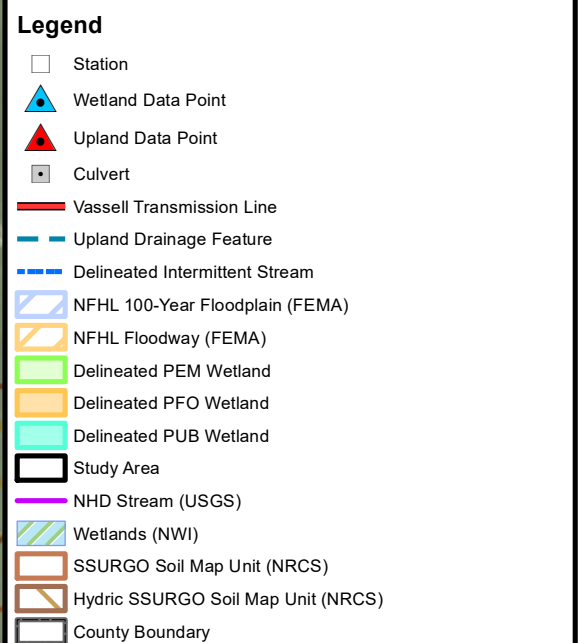 Legend
Station
Wetland Data Point
Upland Data Point
Culvert
Vassell Transmission Line
Upland Drainage Feature
Delineated Intermittent Stream
NFHL 100-Year Floodplain (FEMA)
NFHL Floodway (FEMA)
Delineated PEM Wetland
Delineated PFO Wetland
Delineated PUB Wetland
Study Area
NHD Stream (USGS)
Wetlands (NWI)
SSURGO Soil Map Unit (NRCS)
Hydric SSURGO Soil Map Unit (NRCS)
County Boundary